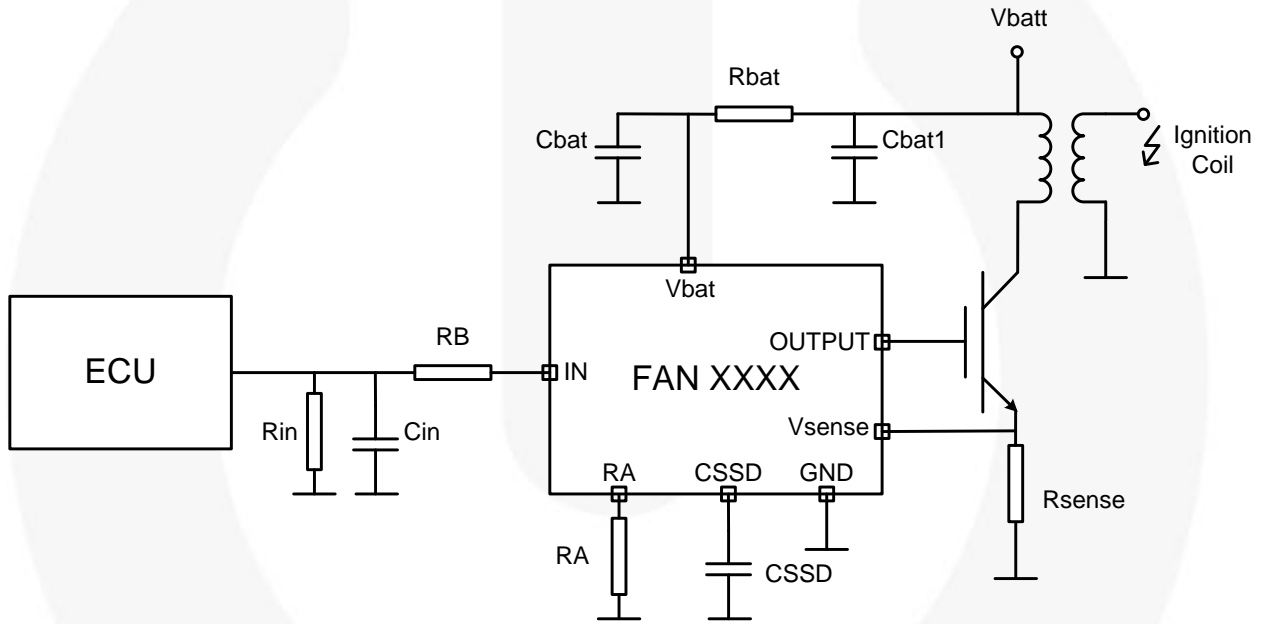 Vbatt
Rbat
Cbat
Cbat1
Ignition
Coil
Vbat
ECU
RB
IN
OUTPUT
FAN XXXX
Vsense
Rin
Cin
RA
CSSD
GND
Rsense
RA
CSSD